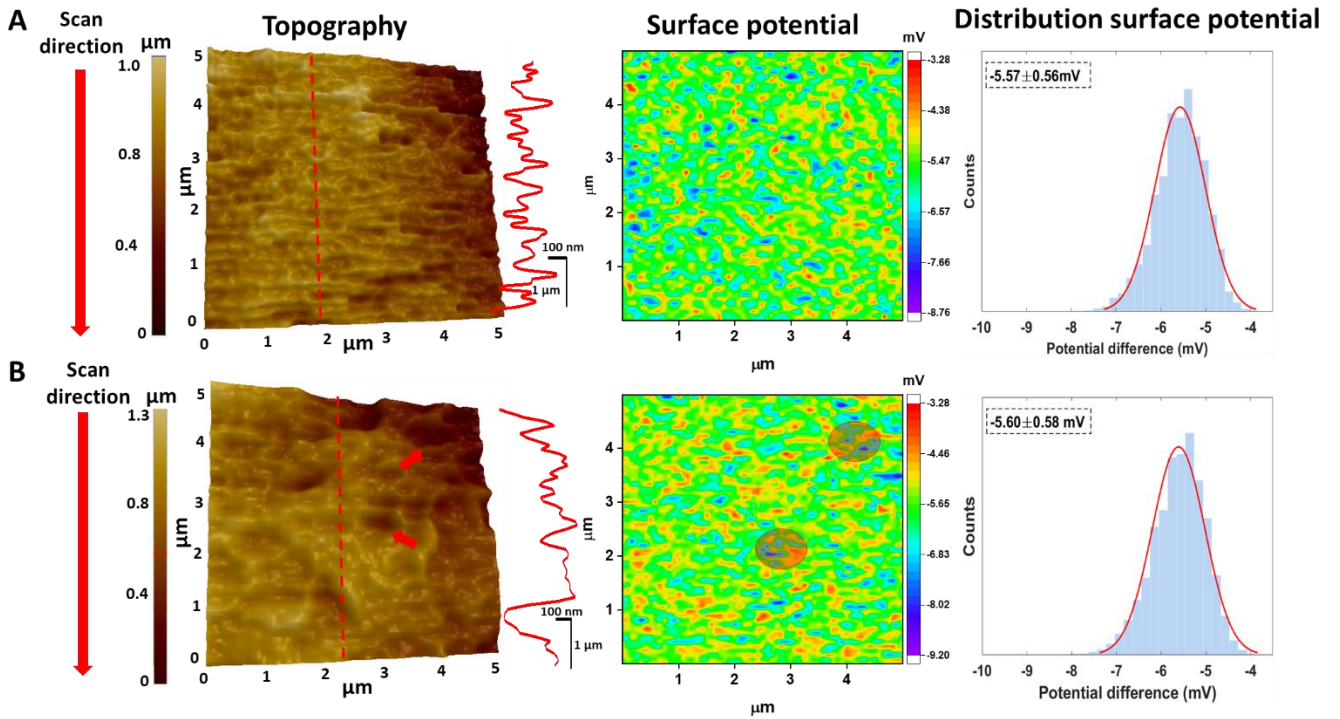 A
Scan
direction
μm
1.0
0.8
0.4
0
Topography
μm
5
4
3
2
1
0
0
1
2
3
4
5
μm
100 nm
1 μm
Surface potential
μm
4
3
2
1
1
2
3
4
μm
mV
-3.28
-4.38
-5.47
-6.57
-7.66
-8.76
Distribution surface potential
-5.57±0.56mV
Counts
-10
-9
-8
-7
-6
-5
-4
Potential difference (mV)
B
Scan
direction
μm
1.3
0.8
0.4
0
μm
5
4
3
2
1
0
0
1
2
3
4
5
μm
100 nm
1 μm
μm
4
3
2
1
1
2
3
4
μm
mV
-3.28
-4.46
-5.65
-6.83
-8.02
-9.20
-5.60±0.58 mV
Counts
-10
-9
-8
-7
-6
-5
-4
Potential difference (mV)